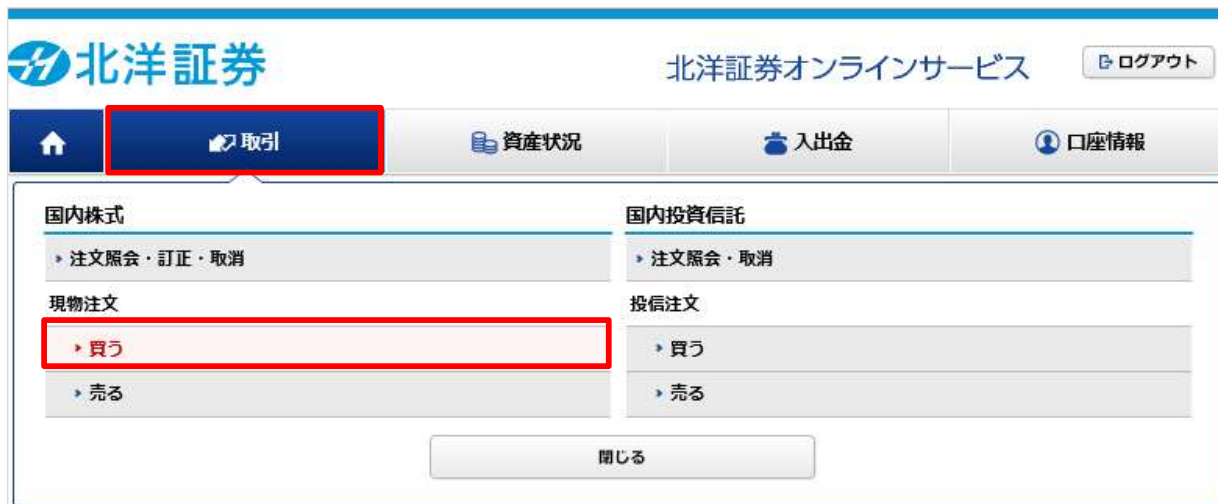 北洋証券
北洋証券オンラインサービス
ログアウト
取引
資産状況
入出金
口座情報
国内株式
注文照会・訂正・取消
現物注文
買う
売る
国内投資信託
注文照会・取消
投信注文
買う
売る
閉じる